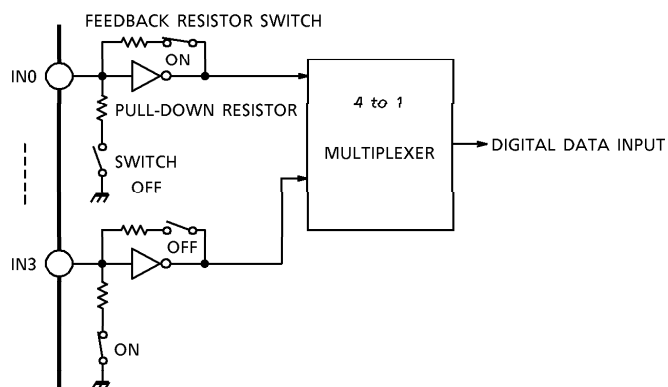 FEEDBACK RESISTOR SWITCH
ON
IN0
PULL-DOWN RESISTOR
SWITCH
OFF
4 to 1
MULTIPLEXER
DIGITAL DATA INPUT
OFF
IN3
ON